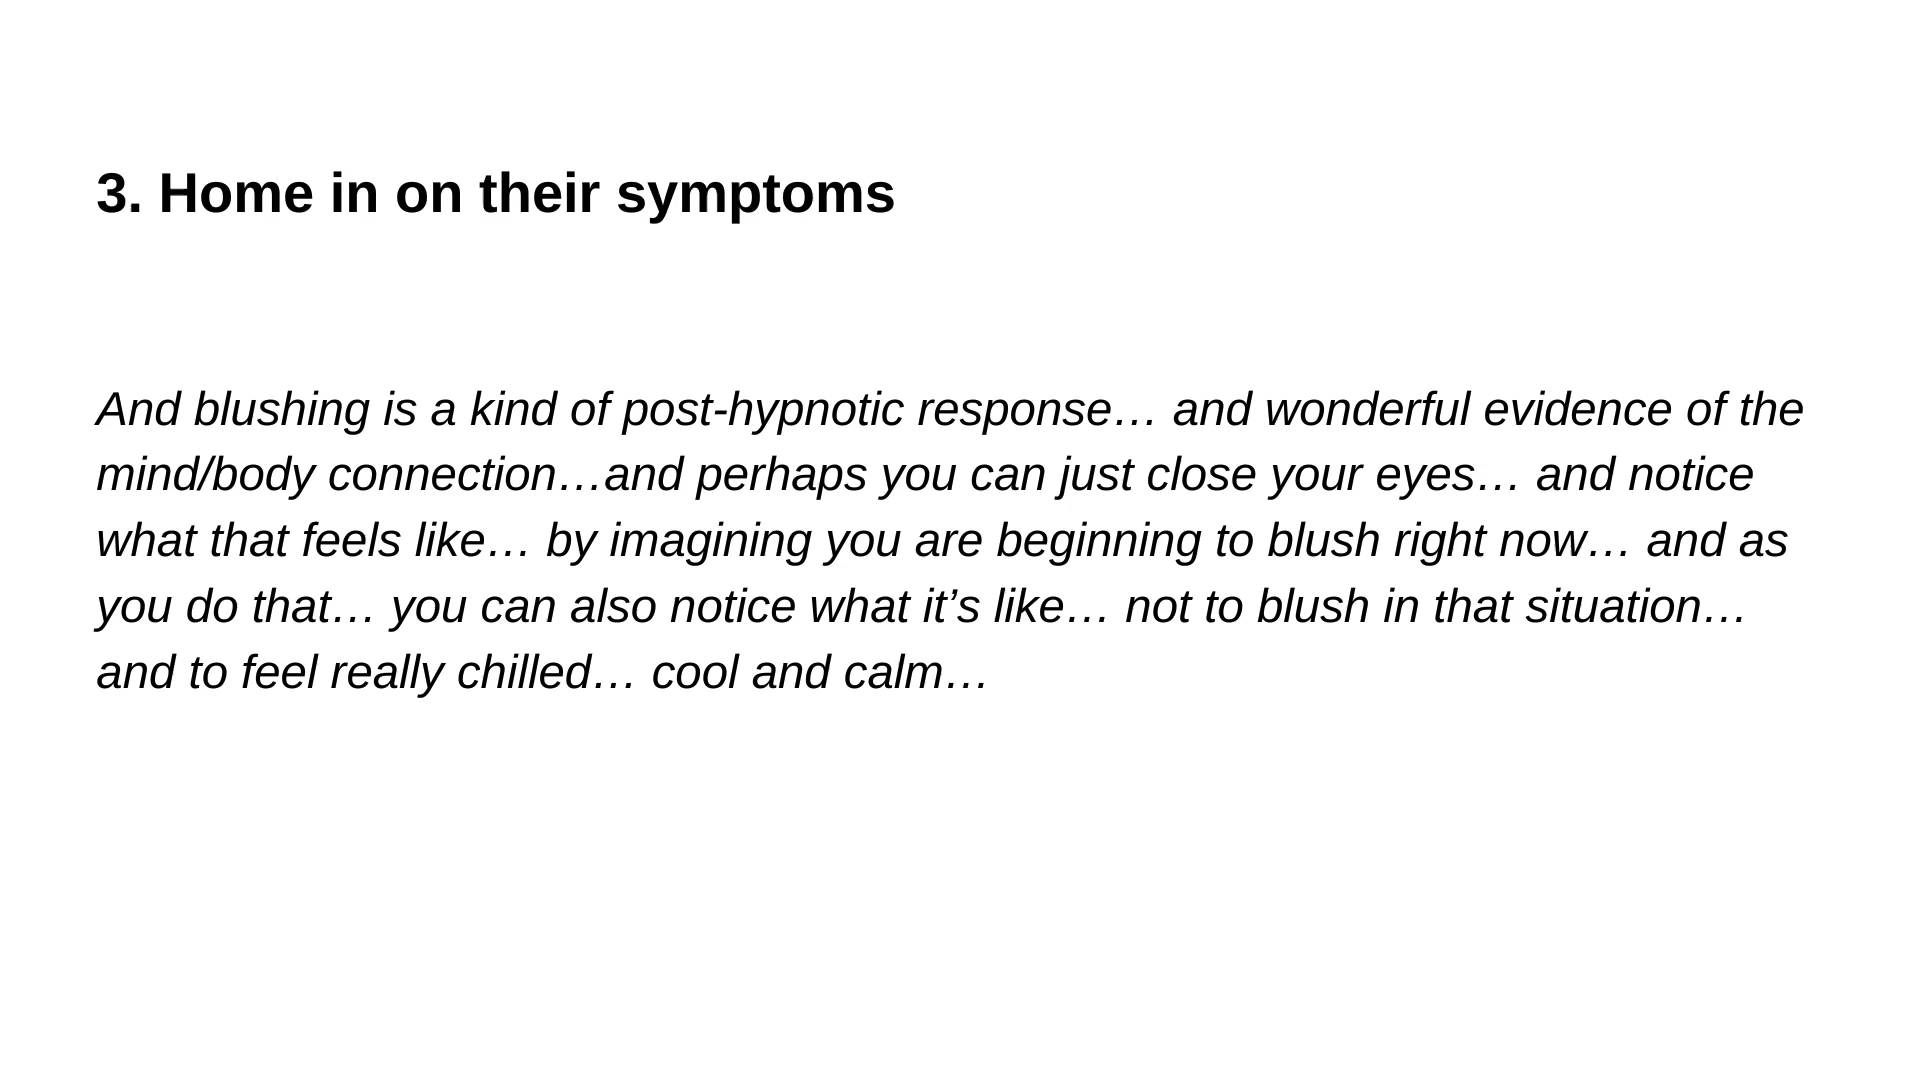 3. Home in on their symptoms
And blushing is a kind of post-hypnotic response… and wonderful evidence of the
mind/body connection…and perhaps you can just close your eyes… and notice
what that feels like… by imagining you are beginning to blush right now… and as
you do that… you can also notice what it’s like… not to blush in that situation…
and to feel really chilled… cool and calm…